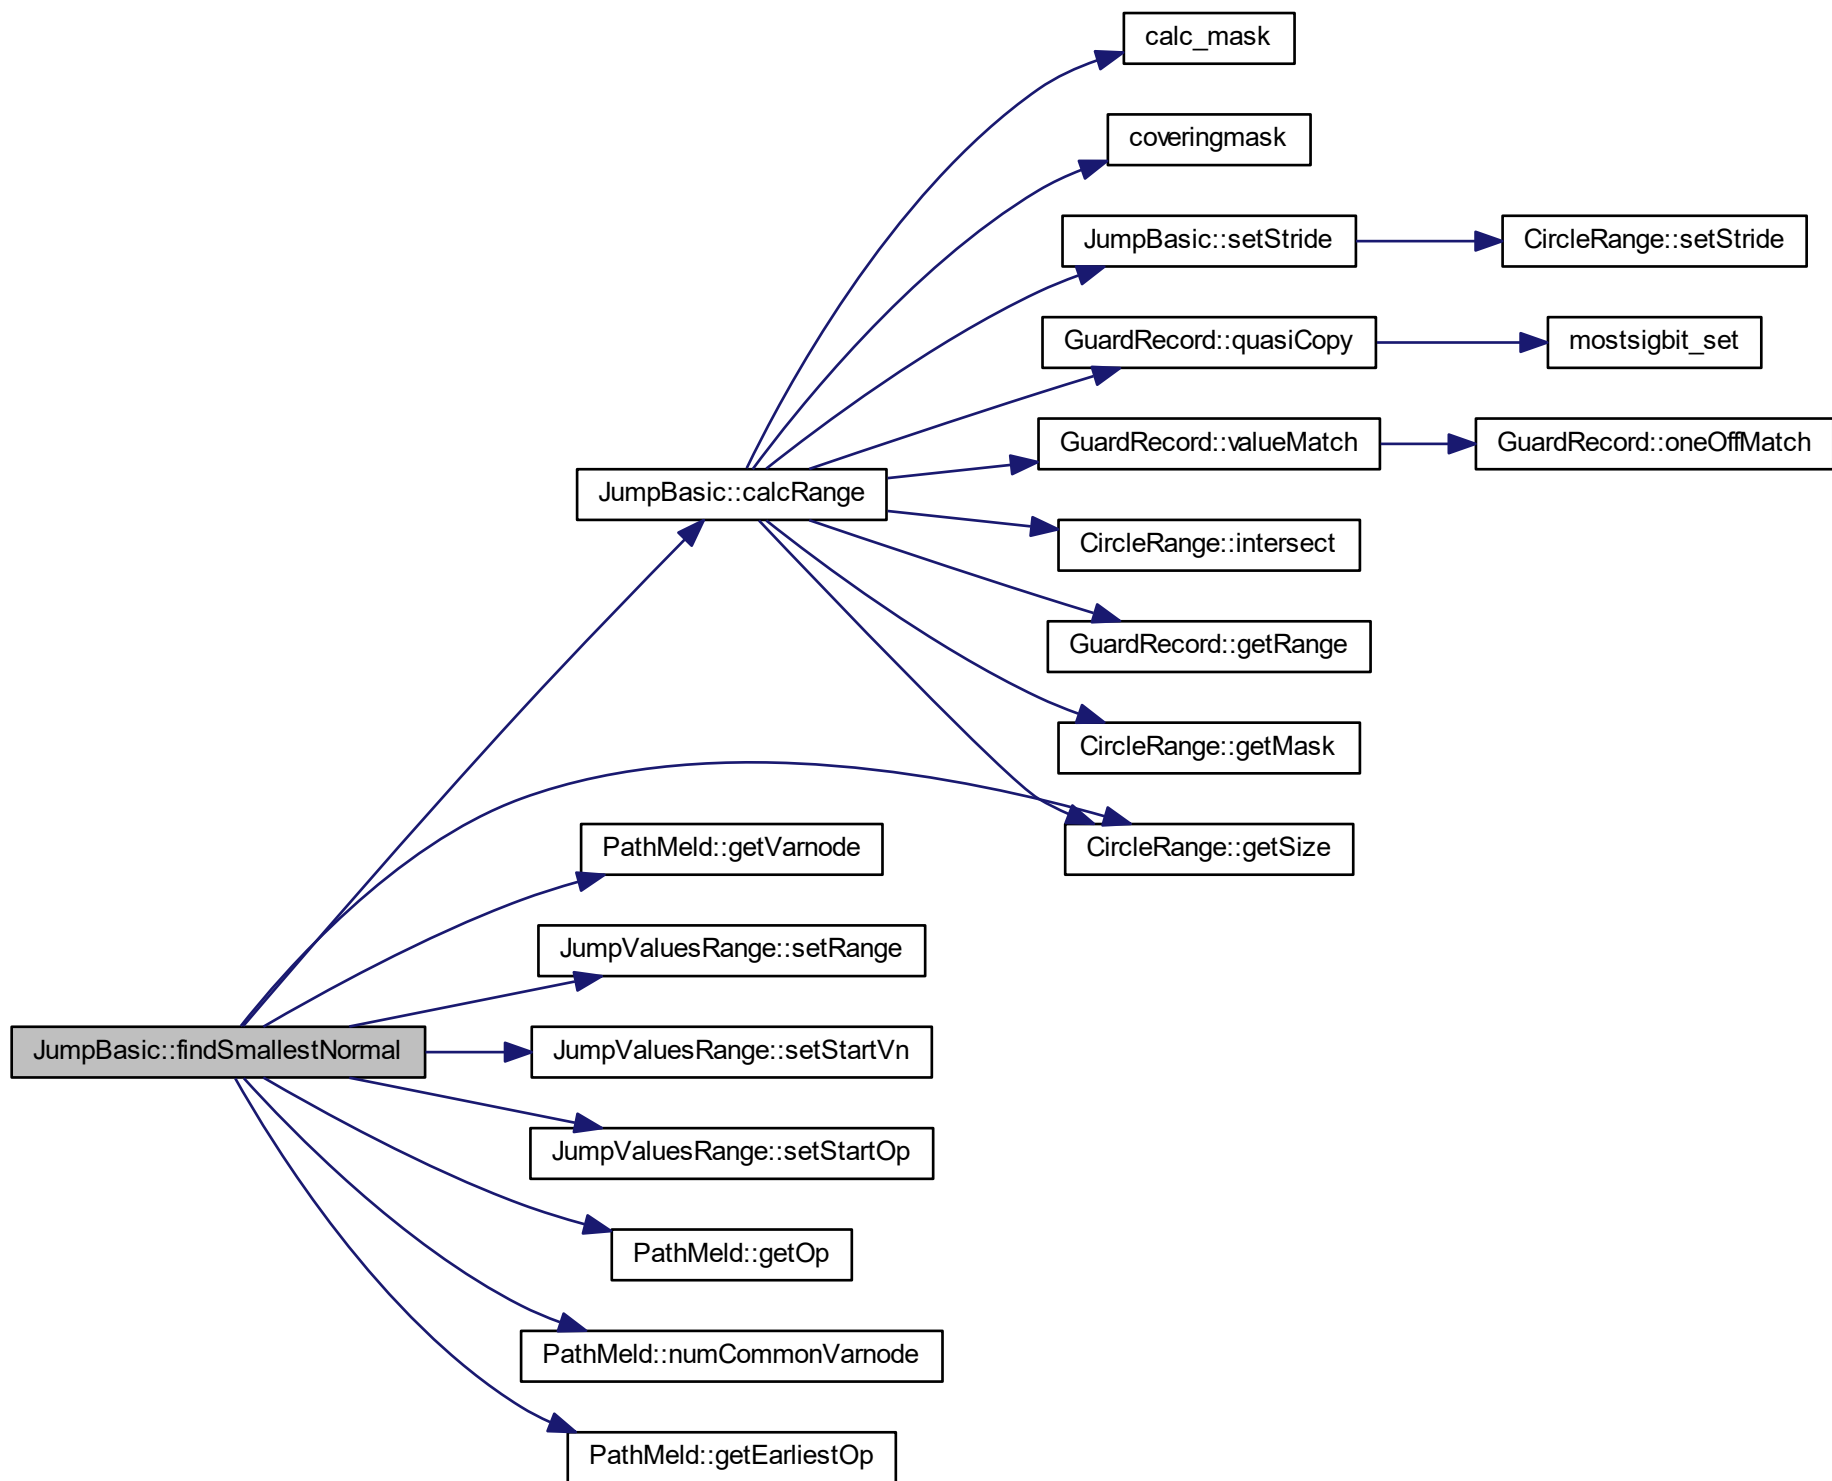 calc_mask
coveringmask
JumpBasic::setStride
CircleRange::setStride
GuardRecord::quasiCopy
mostsigbit_set
GuardRecord::valueMatch
GuardRecord::oneOffMatch
JumpBasic::calcRange
CircleRange::intersect
GuardRecord::getRange
CircleRange::getMask
PathMeld::getVarnode
CircleRange::getSize
JumpValuesRange::setRange
JumpBasic::findSmallestNormal
JumpValuesRange::setStartVn
JumpValuesRange::setStartOp
PathMeld::getOp
PathMeld::numCommonVarnode
PathMeld::getEarliestOp